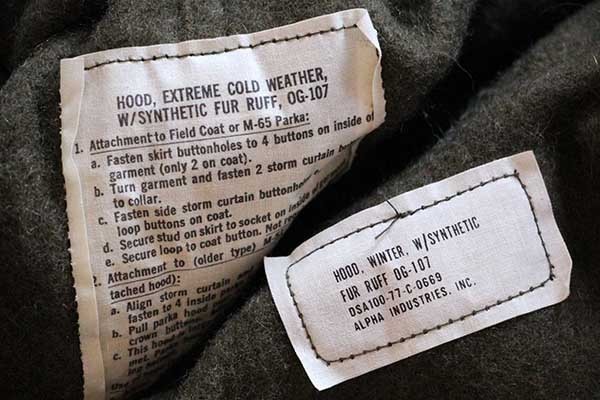 HOOD, EXTREME COLD WEATHER,
W/SYNTHETIC FUR RUFF, OG-107
1. Attachment to Field Coat or M-65 Parka:
a. Fasten skirt buttonholes to 4 buttons on inside of
garment (only 2 on coat).
b. Turn garment and fasten 2 storm curtain
to collar.
c. Fasten side storm curtain
loop buttons on coat.
d. Secure stud on skirt to socket on inside
e. Secure loop to coat button. Not
2. Attachment to (older type)
tached hood):
a. Align storm curtain and
fasten to 4 inside
b. Pull parka hood
crown
c. This hood
HOOD, WINTER, W/SYNTHETIC
FUR RUFF OG-107
DSA100-77-C-0669
ALPHA INDUSTRIES, INC.